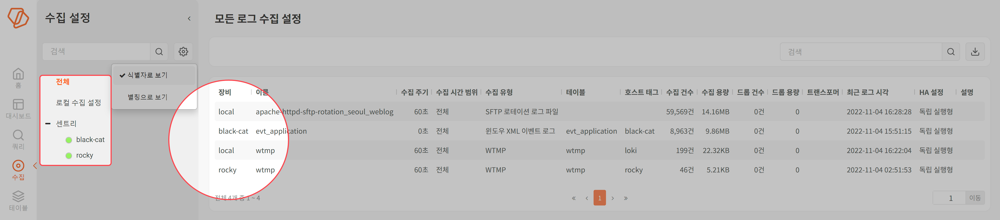 수집 설정
검색
식별자로 보기
별칭으로 보기
전체
로컬 수집 설정
센트리
black-cat
rocky
홈
대시보드
쿼리
수집
테이블
모든 로그 수집 설정
검색
장비 이름 수집 주기 수집 시간 범위 수집 유형 테이블 호스트 태그 수집 건수 수집 용량 드롭 건수 드롭 용량 트랜스포머 최근 로그 시각 HA 설정 설명
local apache-httpd-sftp-rotation_seoul_weblog 60초 전체 SFTP 로테이션 로그 파일 59,569건 14.16MB 0건 0 2022-11-04 16:28:28 독립 실행형
black-cat evt_application 0초 전체 윈도우 XML 이벤트 로그 evt_application black-cat 8,963건 9.86MB 0건 0 2022-11-04 15:51:15 독립 실행형
local wtmp 60초 전체 WTMP wtmp loki 199건 22.32KB 0건 0 2022-11-04 16:22:04 독립 실행형
rocky wtmp 60초 전체 WTMP wtmp rocky 46건 5.21KB 0건 0 2022-11-04 02:51:53 독립 실행형
전체 4개 중 1 ~ 4 « ‹ 1 › » 1 이동